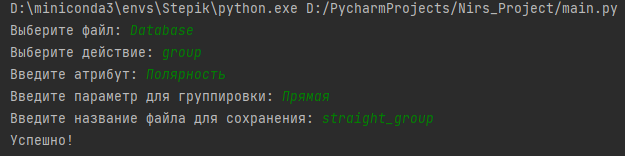 D:\miniconda3\envs\Stepik\python.exe D:/PycharmProjects/Nirs_Project/main.py
Выберите файл: Database
Выберите действие: group
Введите атрибут: Полярность
Введите параметр для группировки: Прямая
Введите название файла для сохранения: straight_group
Успешно!